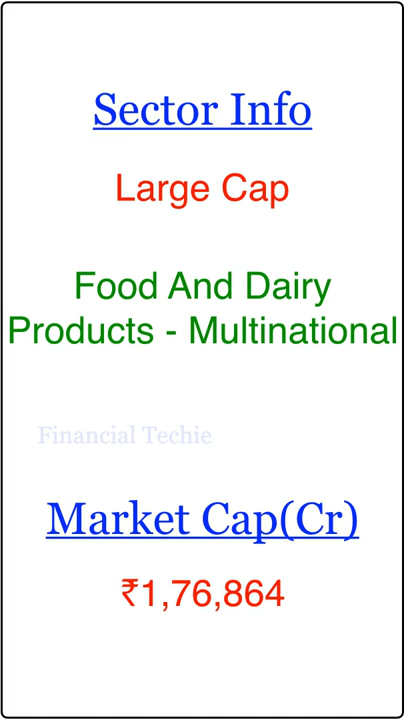 Sector Info
Large Cap
Food And Dairy
Products - Multinational
Financial Techie
Market Cap(Cr)
₹1,76,864